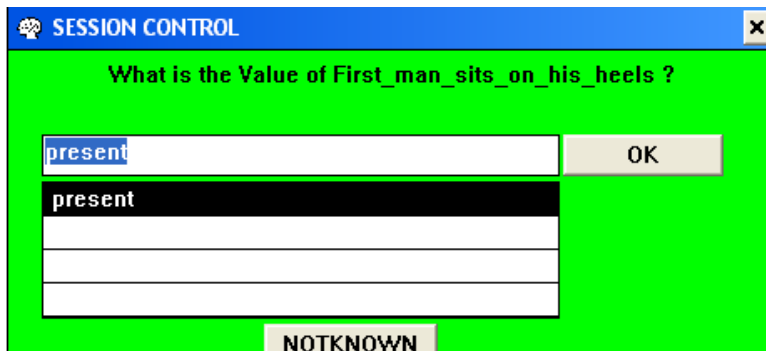 SESSION CONTROL
What is the Value of First_man_sits_on_his_heels ?
present
OK
present
NOTKNOWN